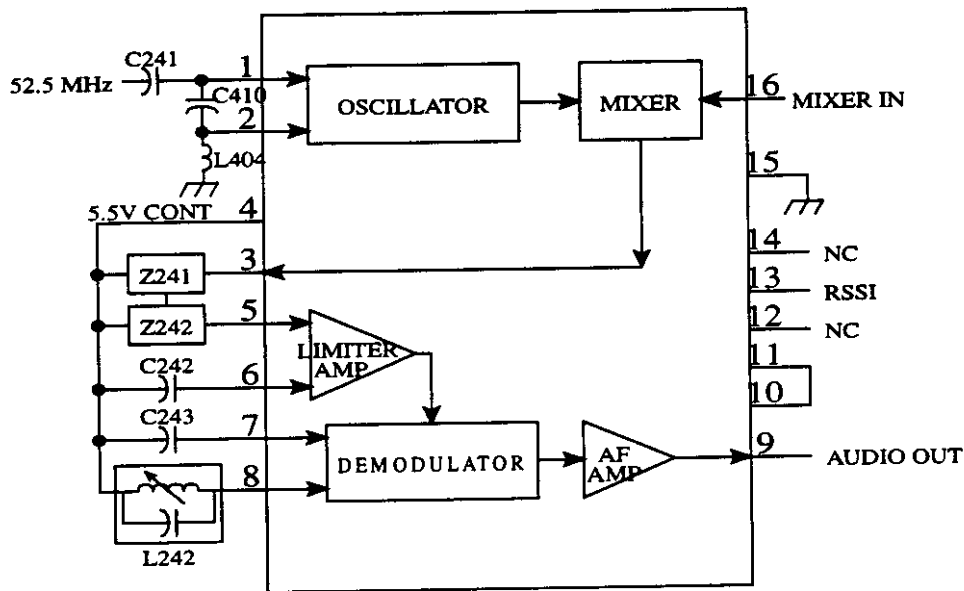 C241
52.5 MHz
1
C410
2
L404
5.5V CONT
4
Z241
3
Z242
5
C242
6
C243
7
8
L242
OSCILLATOR
MIXER
LIMITER
AMP
DEMODULATOR
AF
AMP
16
MIXER IN
15
14
NC
13
RSSI
12
NC
11
10
9
AUDIO OUT